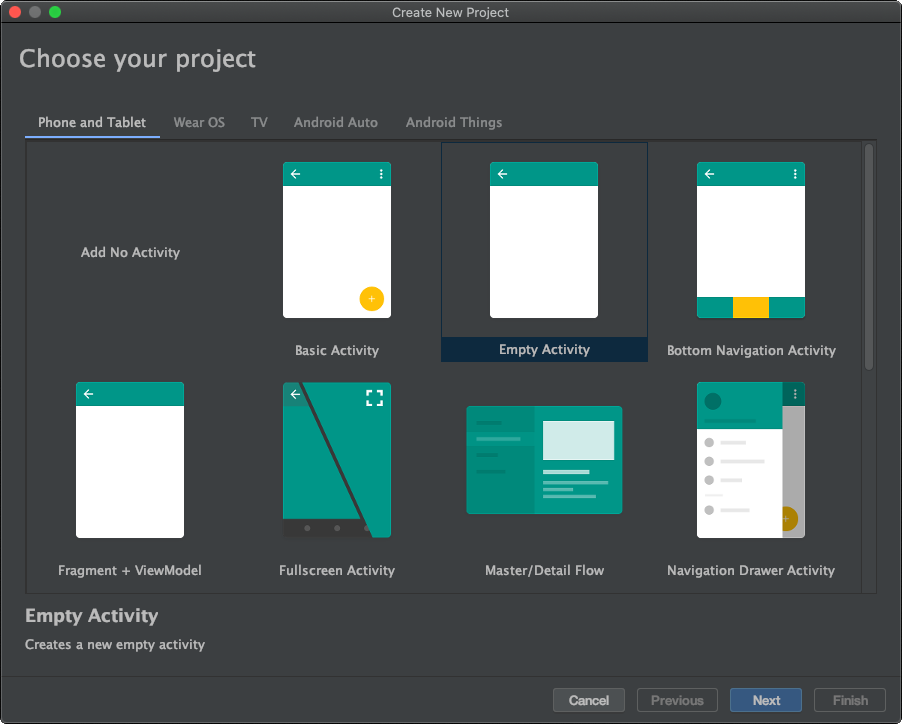 Create New Project
Choose your project
Phone and Tablet
Wear OS
TV
Android Auto
Android Things
Add No Activity
Basic Activity
Empty Activity
Bottom Navigation Activity
Fragment + ViewModel
Fullscreen Activity
Master/Detail Flow
Navigation Drawer Activity
Empty Activity
Creates a new empty activity
Cancel
Previous
Next
Finish